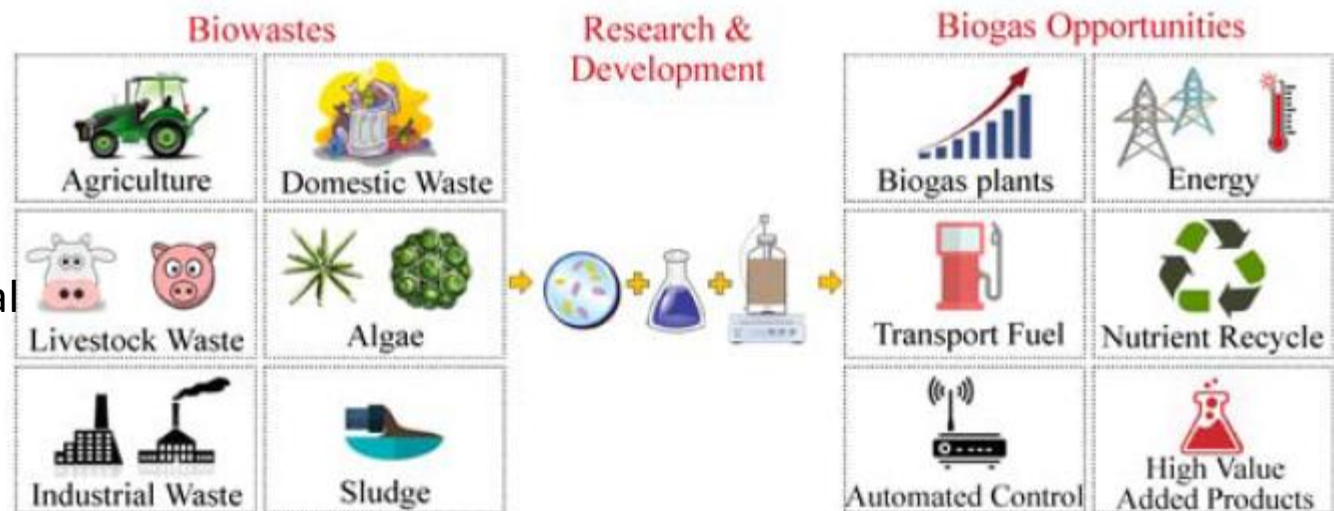 Biowastes
Research &
Development
Biogas Opportunities
Agriculture
Domestic Waste
Biogas plants
Energy
al
Livestock Waste
Algae
Transport Fuel
Nutrient Recycle
Industrial Waste
Sludge
Automated Control
High Value
Added Products